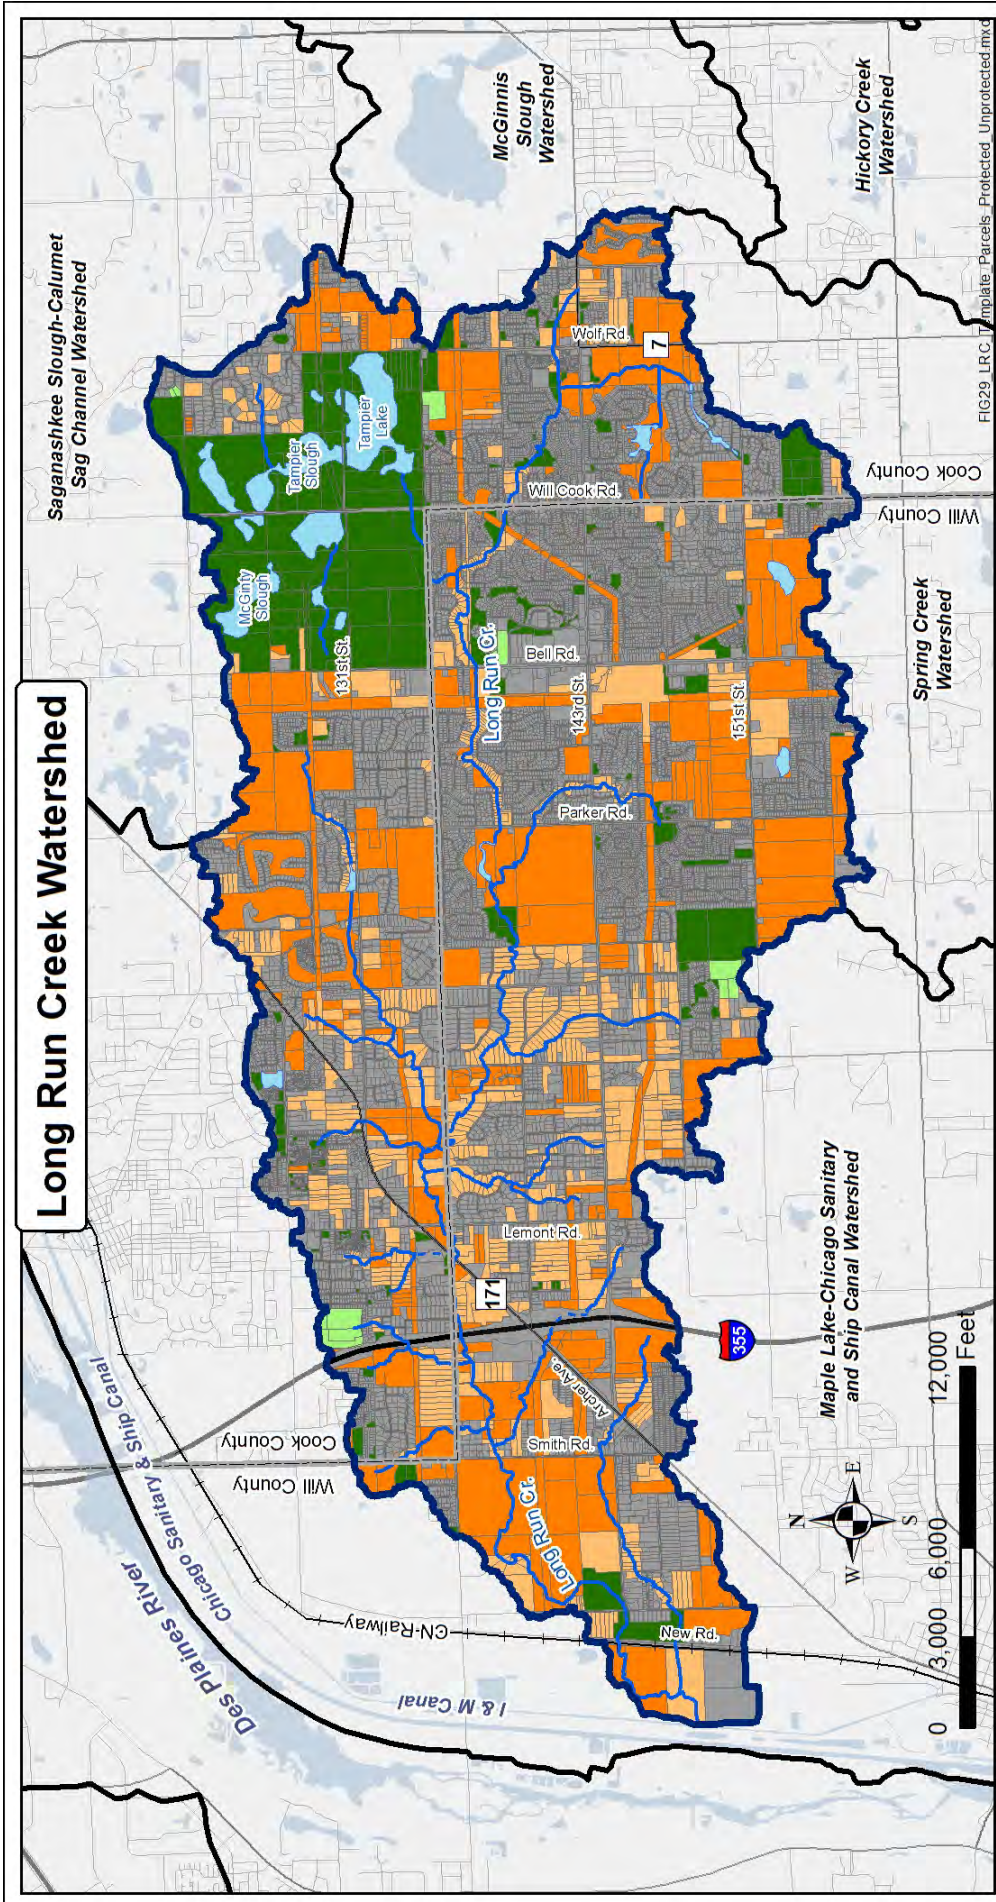 Long Run Creek Watershed
Saganashkee Slough-Calumet
Sag Channel Watershed
McGinnis
Slough
Watershed
Hickory Creek
Watershed
Spring Creek
Watershed
Maple Lake-Chicago Sanitary
and Ship Canal Watershed
Des Plaines River
Chicago Sanitary & Ship Canal
I & M Canal
CN-Railway
Will County
Cook County
Will County
Cook County
McGinty
Slough
Tampier
Slough
Tampier
Lake
131st St.
Long Run Cr.
Will Cook Rd.
Wolf Rd.
7
Bell Rd.
143rd St.
151st St.
Parker Rd.
Lemont Rd.
171
355
Archer Ave.
Smith Rd.
Long Run Cr.
New Rd.
N
W
E
S
0
3,000
6,000
12,000
Feet
FIG29_LRC_Template_Parcels_Protected_Unprotected.mxd